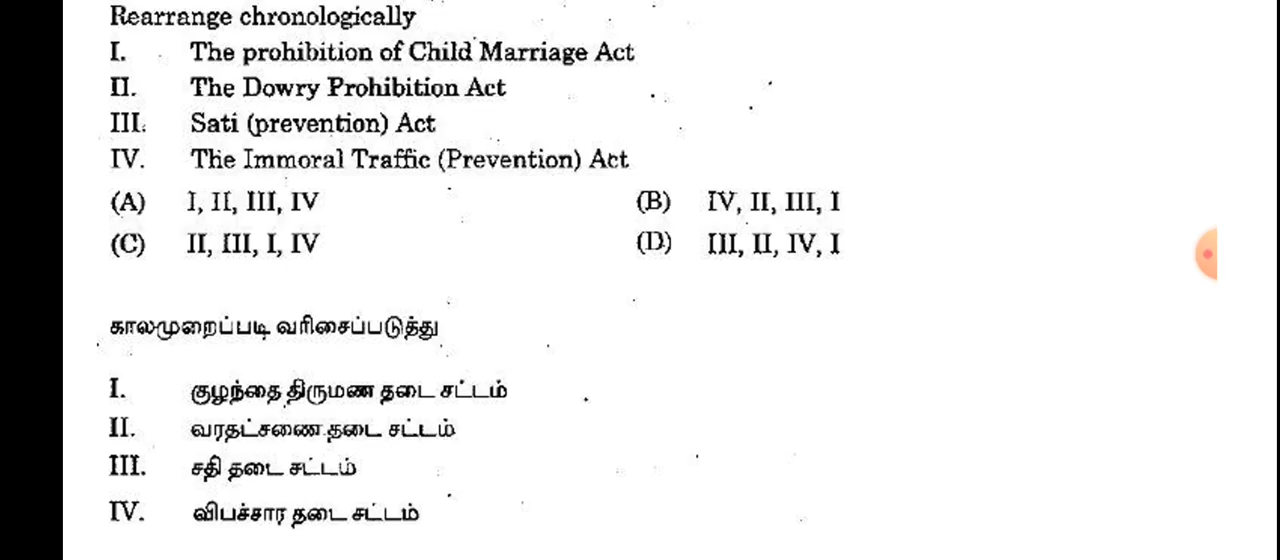 Rearrange chronologically
I. The prohibition of Child Marriage Act
II. The Dowry Prohibition Act
III. Sati (prevention) Act
IV. The Immoral Traffic (Prevention) Act
(A) I, II, III, IV (B) IV, II, III, I
(C) II, III, I, IV (D) III, II, IV, I
காலமுறைப்படி வரிசைப்படுத்து
I. குழந்தை திருமண தடை சட்டம்
II. வரதட்சணை தடை சட்டம்
III. சதி தடை சட்டம்
IV. விபச்சார தடை சட்டம்